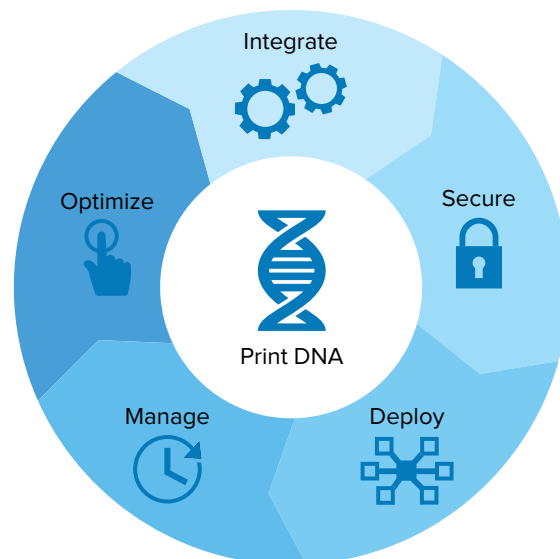 Integrate
Secure
Deploy
Manage
Optimize
Print DNA